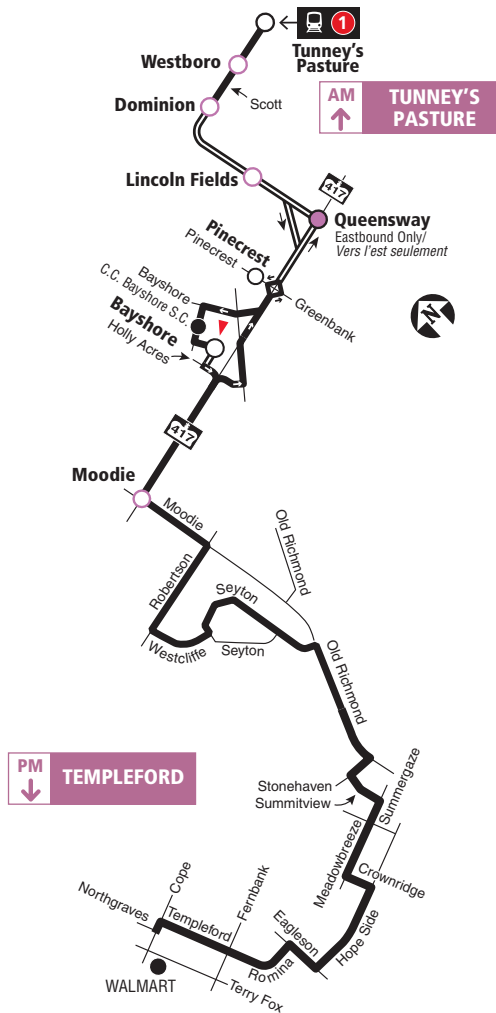 1
Tunney's
Pasture
Westboro
AM
TUNNEY'S
PASTURE
Dominion
Scott
Lincoln Fields
417
Queensway
Eastbound Only/
Vers l'est seulement
Pinecrest
Pinecrest
Greenbank
N
Bayshore
C.C. Bayshore S.C.
Bayshore
Holly Acres
417
Moodie
Moodie
Old Richmond
Robertson
Seyton
Westcliffe
Seyton
Old Richmond
PM
TEMPLEFORD
Stonehaven
Summitview
Summergaze
Meadowbreeze
Crownridge
Hope Side
Eagleson
Romina
Fernbank
Cope
Northgraves
Templeford
Terry Fox
WALMART